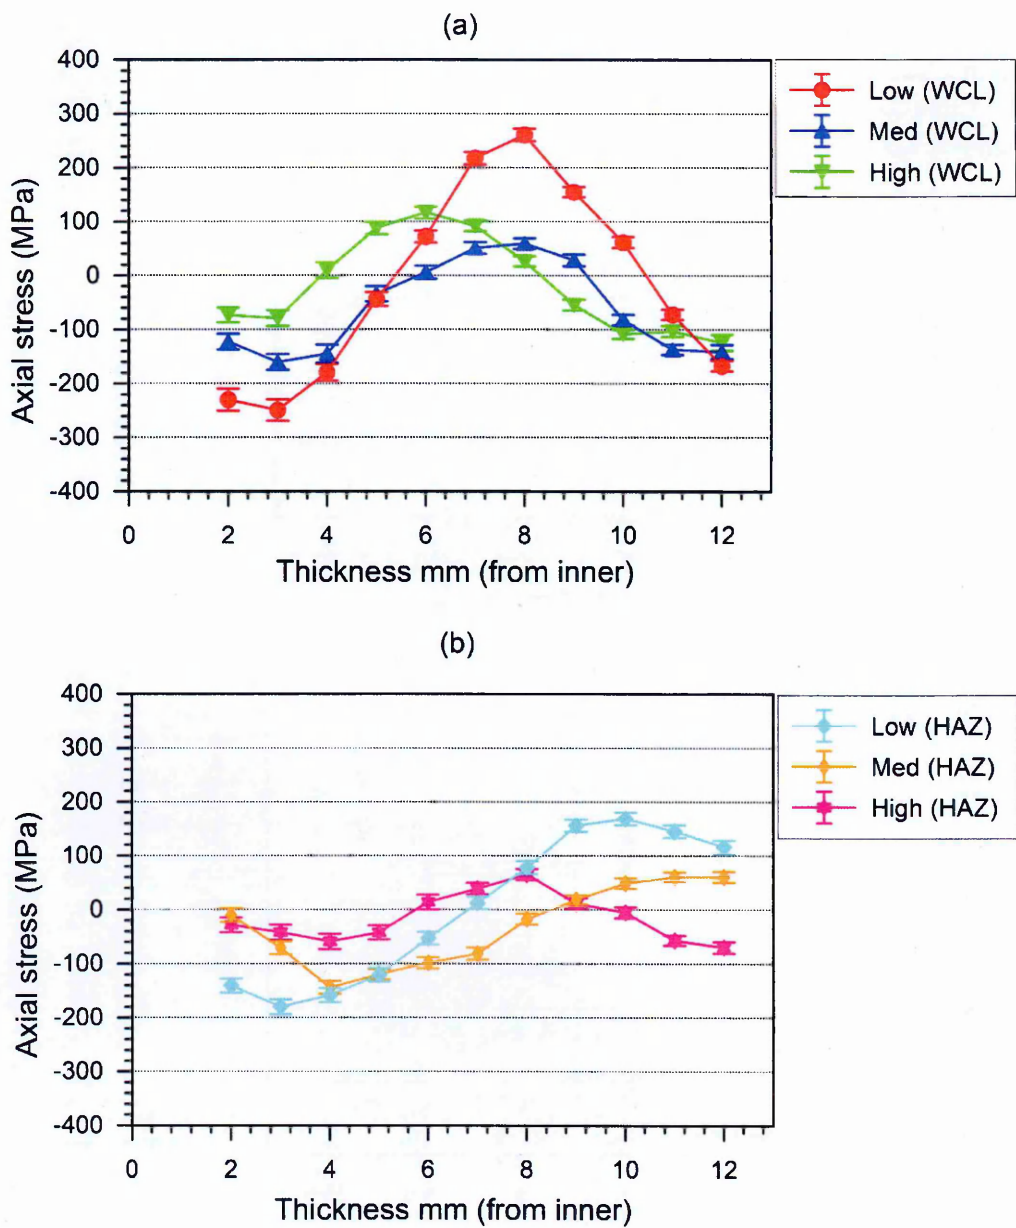 (a)
400
300
200
100
0
-100
-200
-300
-400
Axial stress (MPa)
0 2 4 6 8 10 12
Thickness mm (from inner)
Low (WCL)
Med (WCL)
High (WCL)
(b)
400
300
200
100
0
-100
-200
-300
-400
Axial stress (MPa)
0 2 4 6 8 10 12
Thickness mm (from inner)
Low (HAZ)
Med (HAZ)
High (HAZ)